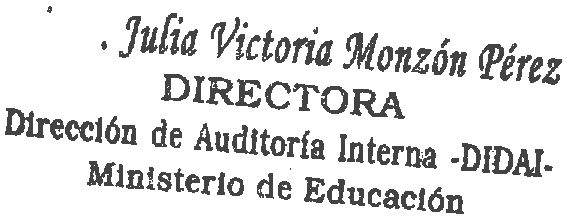 . Julia Victoria Monzón Pérez
DIRECTORA
Dirección de Auditoría Interna -DIDAI-
Ministerio de Educación